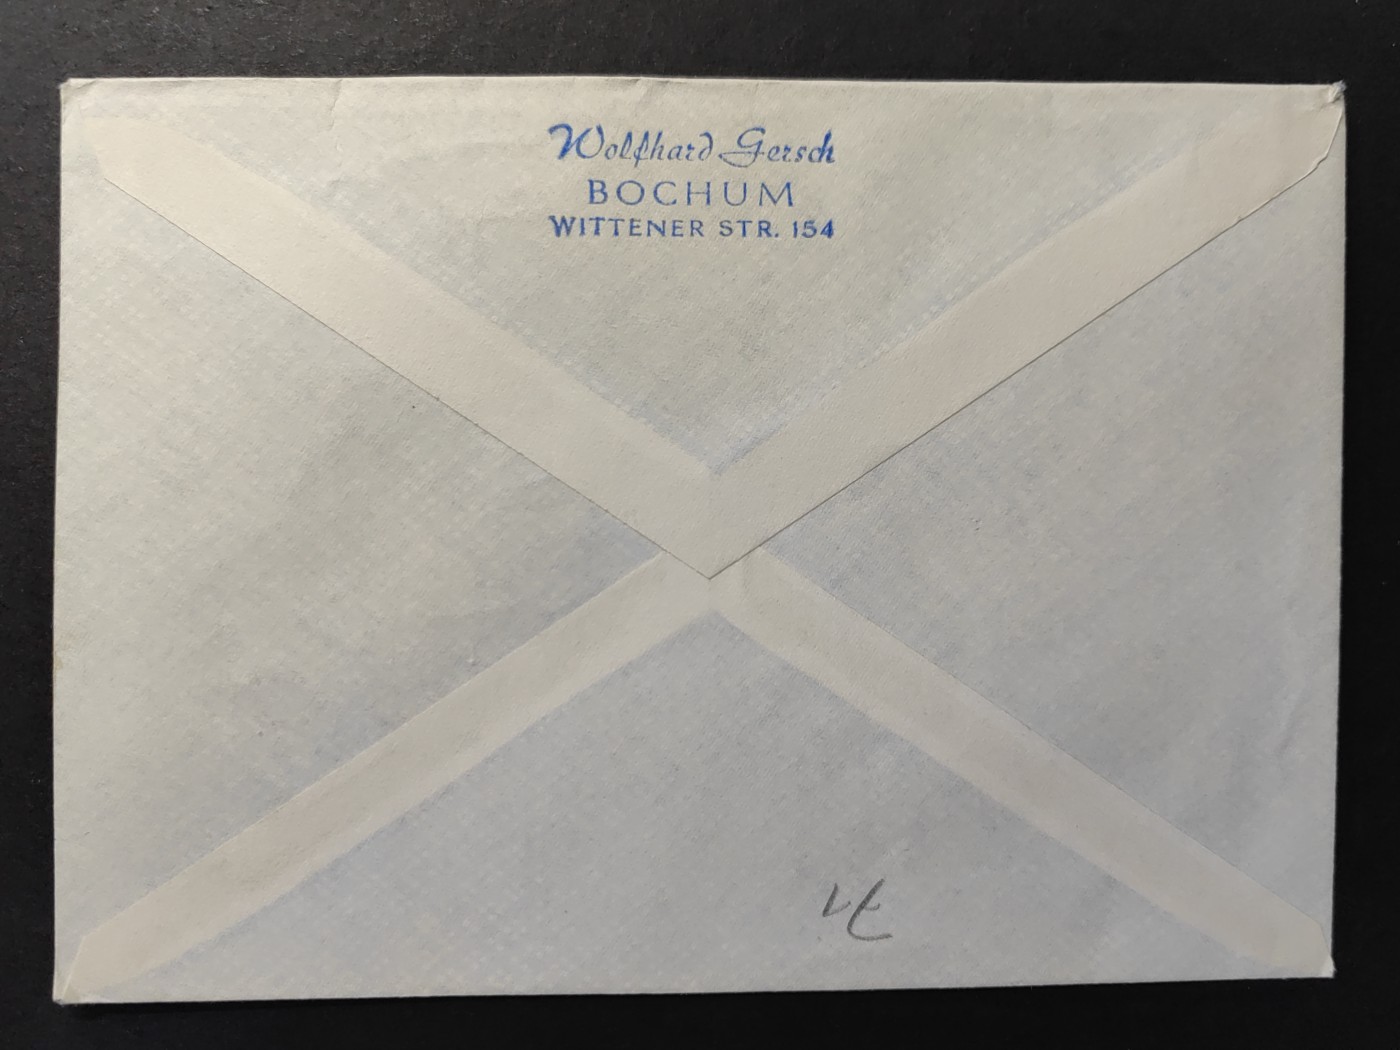 Wolfhard Gersch
BOCHUM
WITTENER STR. 154